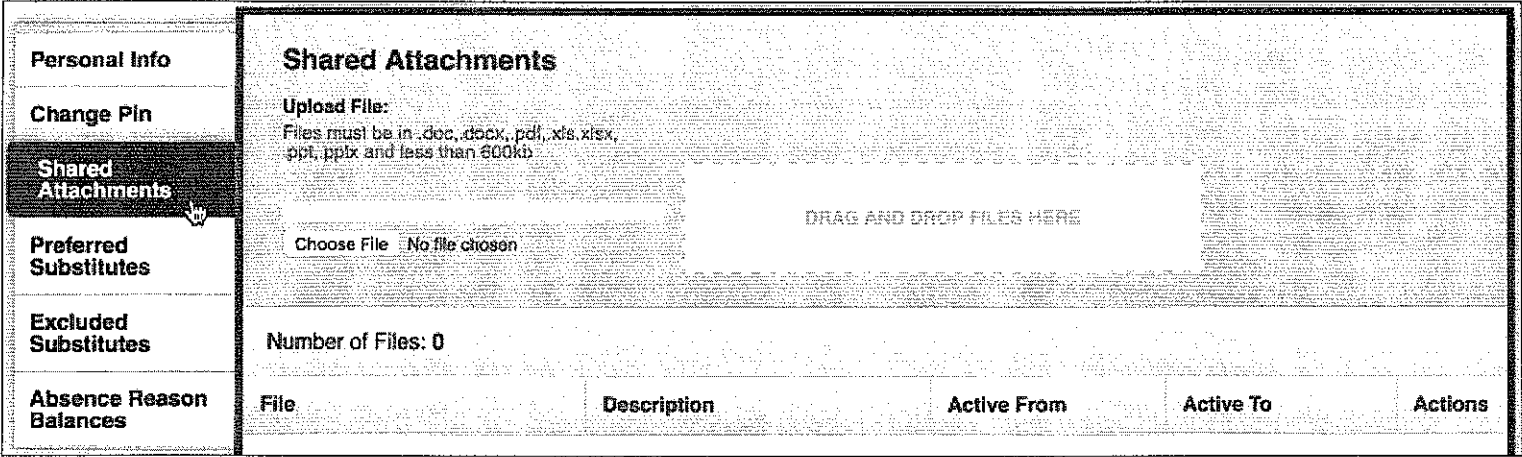 Personal Info
Change Pin
Shared
Attachments
Preferred
Substitutes
Excluded
Substitutes
Absence Reason
Balances
Shared Attachments
Upload File:
Files must be in .doc,.docx,.pdf,.xls,xlsx,
.ppt,.pptx and less than 600kb
Choose File No file chosen
DRAG AND DROP FILES HERE
Number of Files: 0
File Description Active From Active To Actions